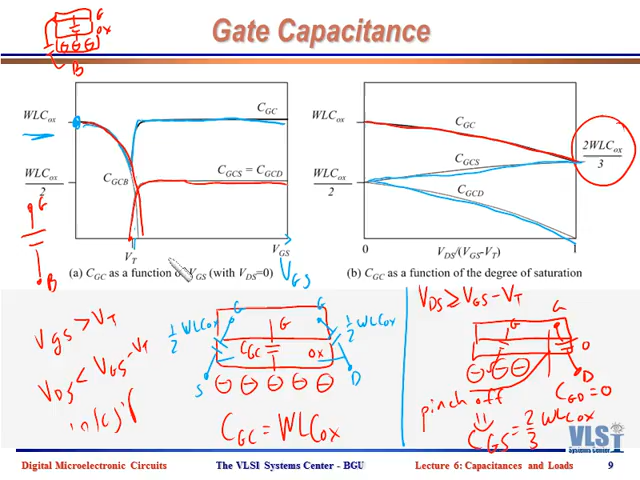 Gate Capacitance
G
OX
B
WLCox
CGC
WLCox
2
CGCB
CGCS = CGCD
VT
VGS
(a) CGC as a function of VGS (with VDS=0)
G
B
VGS
WLCox
CGC
2WLCox
3
CGCS
WLCox
2
CGCD
0
VDS/(VGS-VT)
1
(b) CGC as a function of the degree of saturation
Vgs > VT
VDS < VGS - VT
G
G
1/2 WLCox
G
1/2 WLCox
CGC
OX
S
D
CGC = WLCox
VDS ≥ VGS - VT
G
G
D
D
pinch off
CGD = 0
CGS = 2/3 WLCox
VLSI
Systems Center
Digital Microelectronic Circuits
The VLSI Systems Center - BGU
Lecture 6: Capacitances and Loads
9